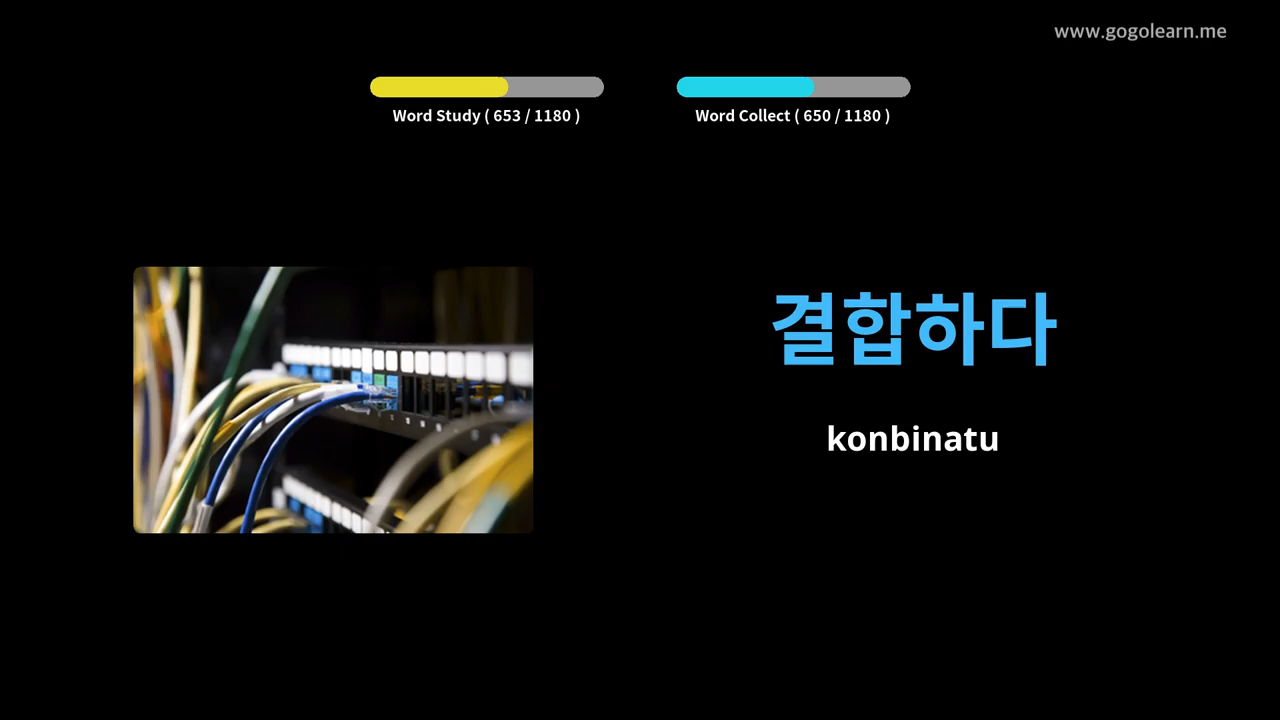 www.gogolearn.me
Word Study ( 653 / 1180 )
Word Collect ( 650 / 1180 )
결합하다
konbinatu